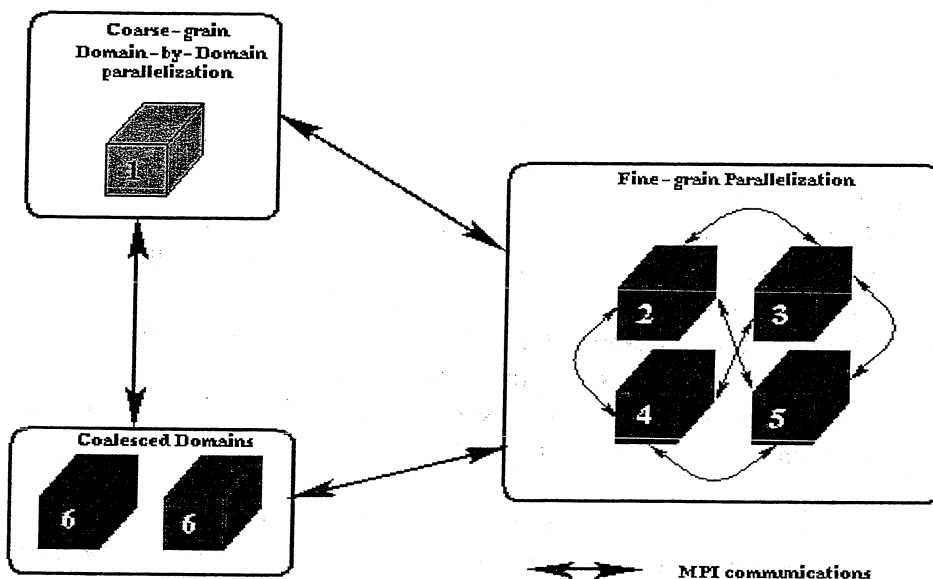 Coarse-grain
Domain-by-Domain
parallelization
1
Fine-grain Parallelization
2
3
4
5
Coalesced Domains
6
6
MPI communications